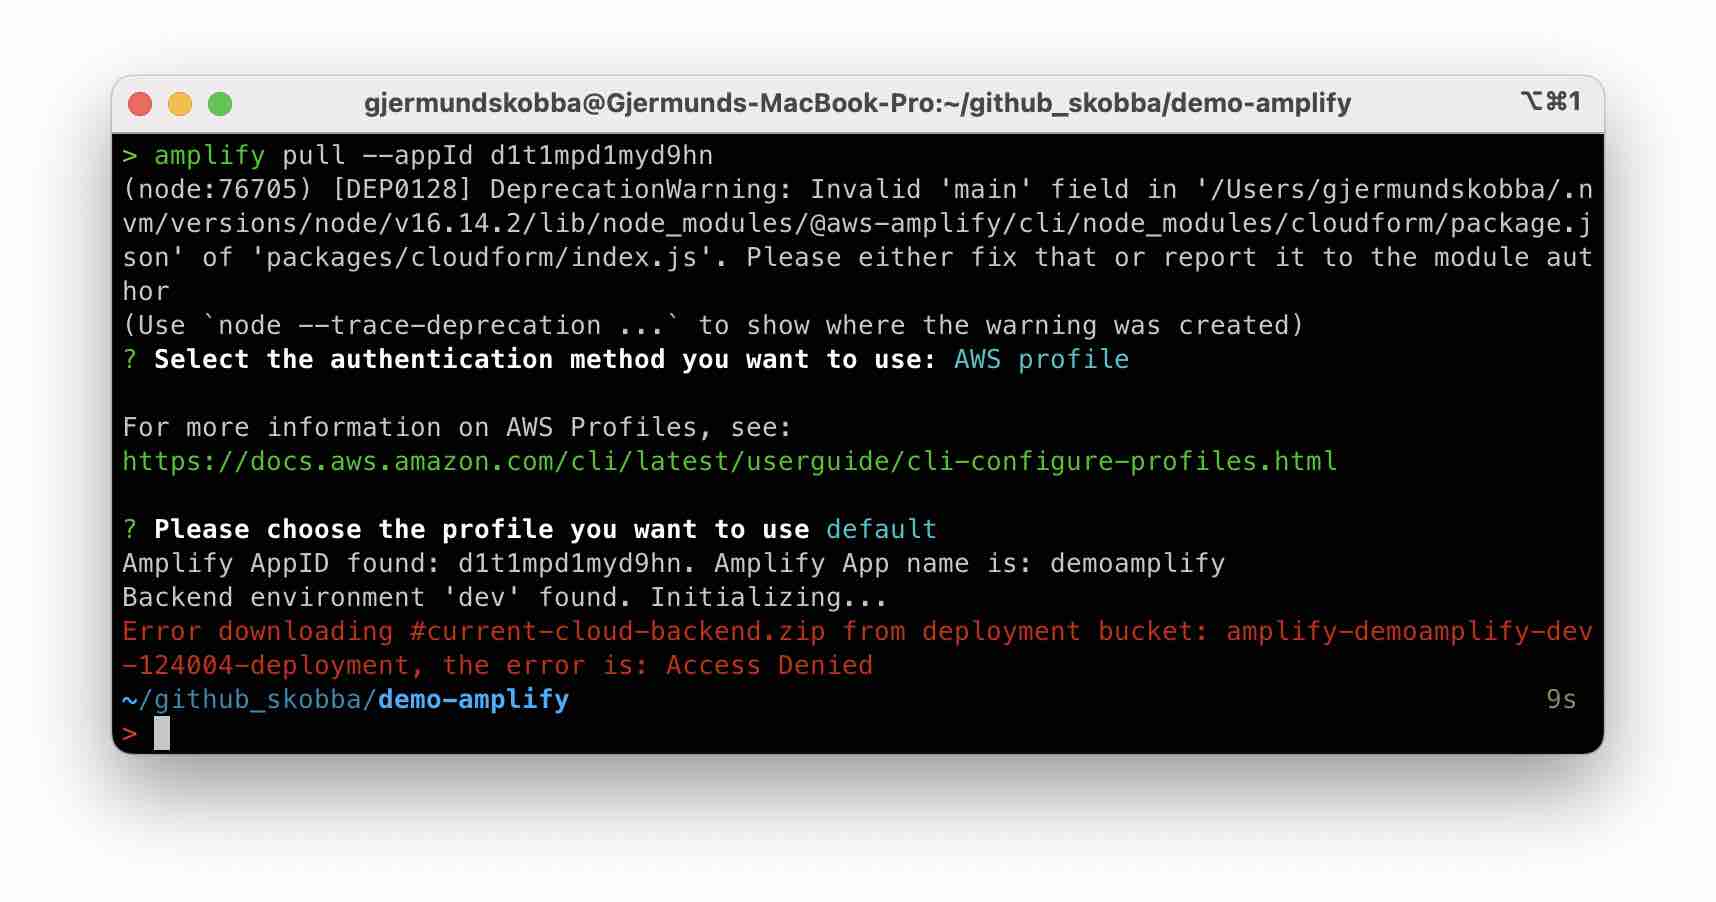 gjermundskobba@Gjermunds-MacBook-Pro:~/github_skobba/demo-amplify ⌥⌘1
> amplify pull --appId d1t1mpd1myd9hn
(node:76705) [DEP0128] DeprecationWarning: Invalid 'main' field in '/Users/gjermundskobba/.n
vm/versions/node/v16.14.2/lib/node_modules/@aws-amplify/cli/node_modules/cloudform/package.j
son' of 'packages/cloudform/index.js'. Please either fix that or report it to the module aut
hor
(Use `node --trace-deprecation ...` to show where the warning was created)
? Select the authentication method you want to use: AWS profile
For more information on AWS Profiles, see:
https://docs.aws.amazon.com/cli/latest/userguide/cli-configure-profiles.html
? Please choose the profile you want to use default
Amplify AppID found: d1t1mpd1myd9hn. Amplify App name is: demoamplify
Backend environment 'dev' found. Initializing...
Error downloading #current-cloud-backend.zip from deployment bucket: amplify-demoamplify-dev
-124004-deployment, the error is: Access Denied
~/github_skobba/demo-amplify 9s
>